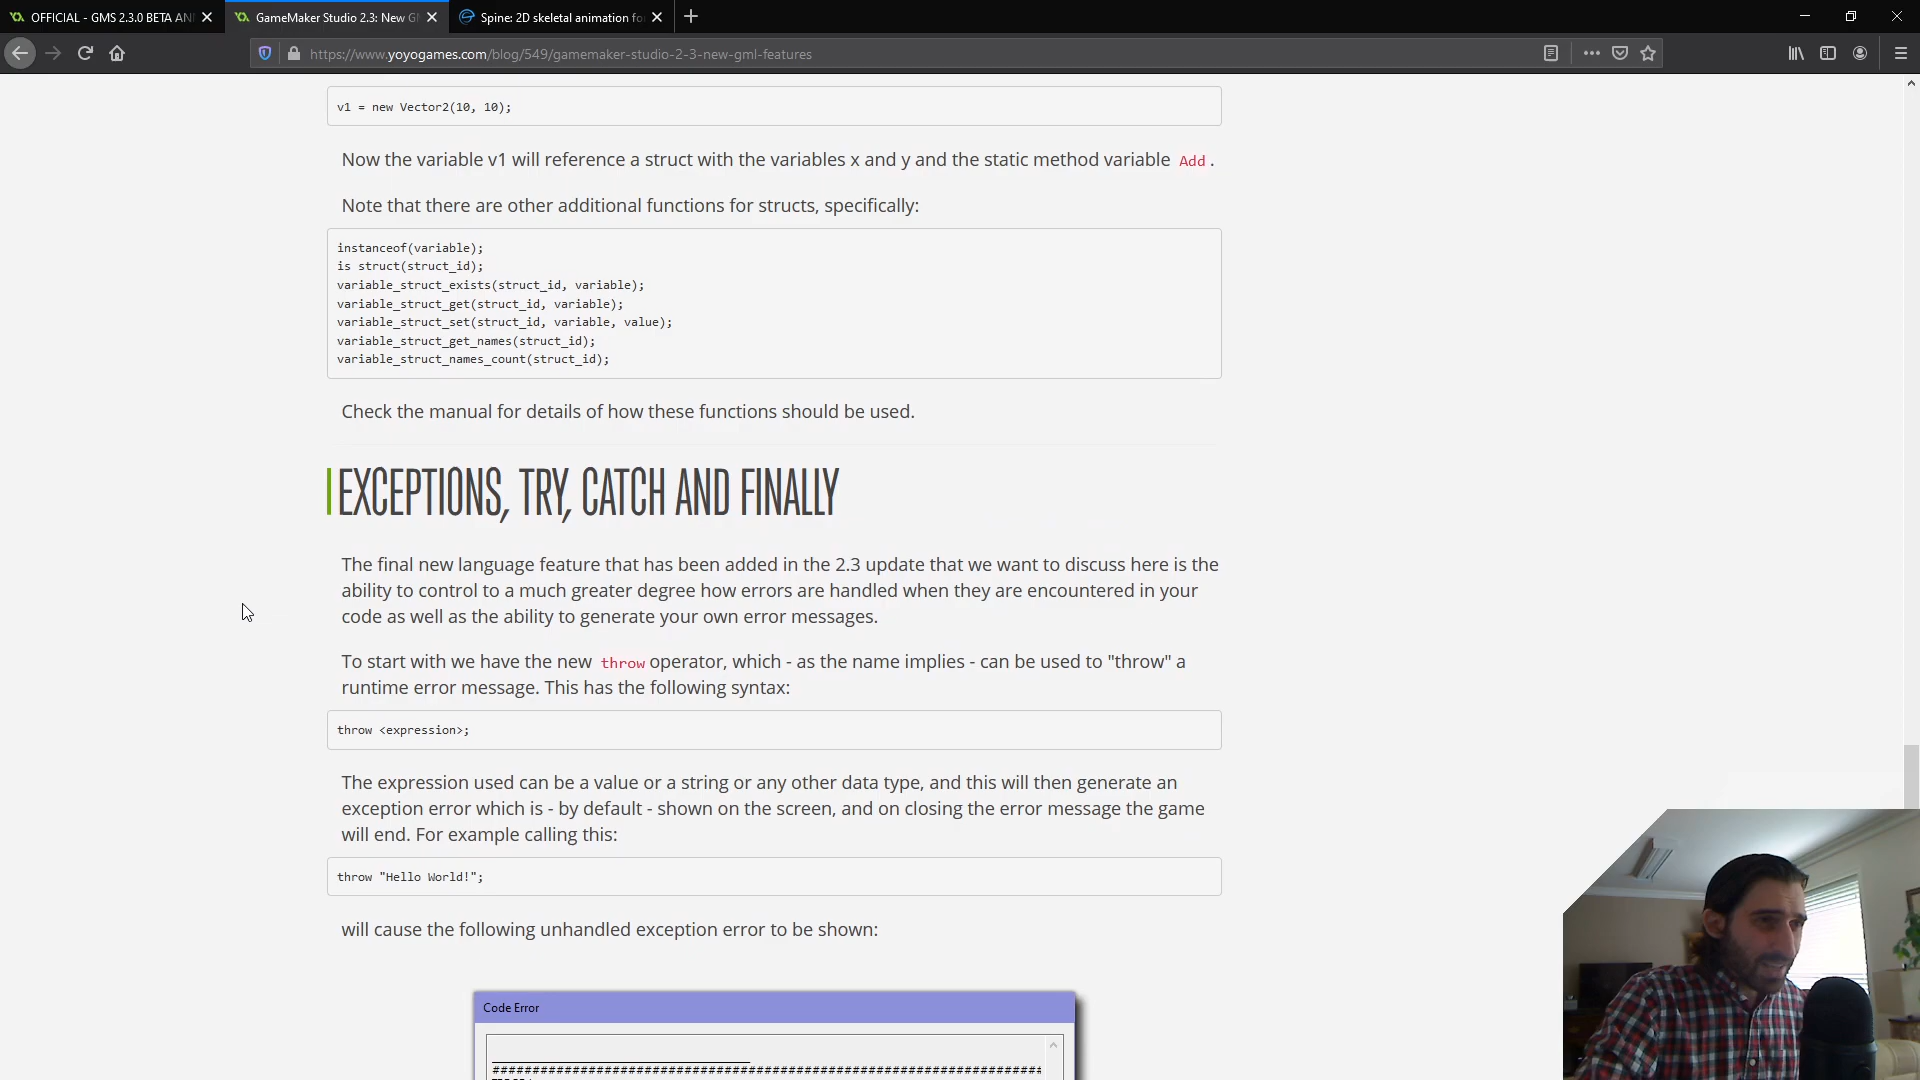 OFFICIAL - GMS 2.3.0 BETA AN
GameMaker Studio 2.3: New G
Spine: 2D skeletal animation fo
https://www.yoyogames.com/blog/549/gamemaker-studio-2-3-new-gml-features
v1 = new Vector2(10, 10);
Now the variable v1 will reference a struct with the variables x and y and the static method variable Add.
Note that there are other additional functions for structs, specifically:
instanceof(variable);
is struct(struct_id);
variable_struct_exists(struct_id, variable);
variable_struct_get(struct_id, variable);
variable_struct_set(struct_id, variable, value);
variable_struct_get_names(struct_id);
variable_struct_names_count(struct_id);
Check the manual for details of how these functions should be used.
EXCEPTIONS, TRY, CATCH AND FINALLY
The final new language feature that has been added in the 2.3 update that we want to discuss here is the
ability to control to a much greater degree how errors are handled when they are encountered in your
code as well as the ability to generate your own error messages.
To start with we have the new throw operator, which - as the name implies - can be used to "throw" a
runtime error message. This has the following syntax:
throw <expression>;
The expression used can be a value or a string or any other data type, and this will then generate an
exception error which is - by default - shown on the screen, and on closing the error message the game
will end. For example calling this:
throw "Hello World!";
will cause the following unhandled exception error to be shown:
Code Error